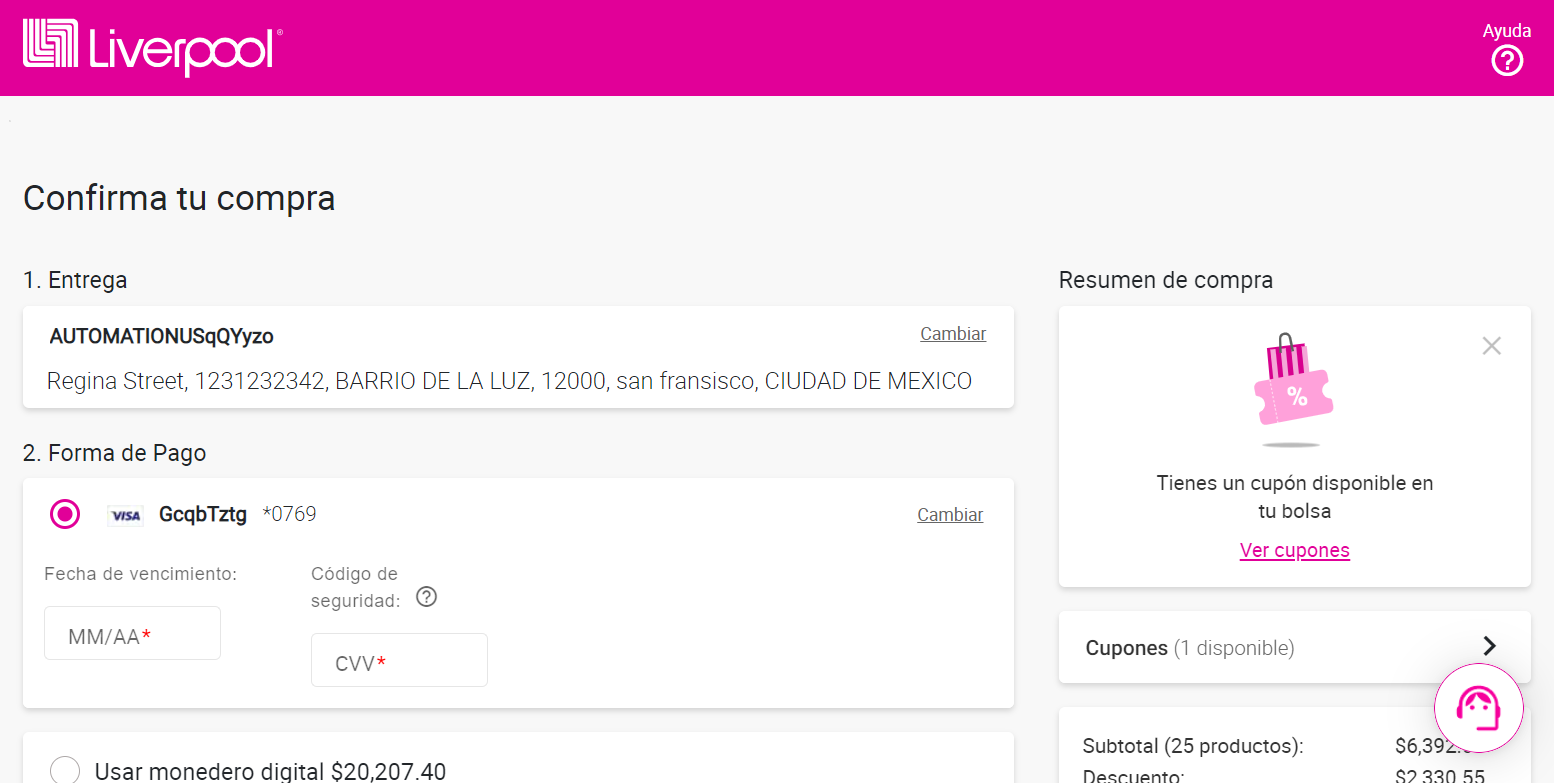 Liverpool®
Ayuda
Confirma tu compra
1. Entrega
AUTOMATIONUSqQYyzo
Cambiar
Regina Street, 1231232342, BARRIO DE LA LUZ, 12000, san fransisco, CIUDAD DE MEXICO
2. Forma de Pago
VISA GcqbTztg *0769
Cambiar
Fecha de vencimiento:
MM/AA*
Código de
seguridad:
CVV*
Usar monedero digital $20,207.40
Resumen de compra
%
Tienes un cupón disponible en
tu bolsa
Ver cupones
Cupones (1 disponible)
Subtotal (25 productos):
Descuento: $2,330.55